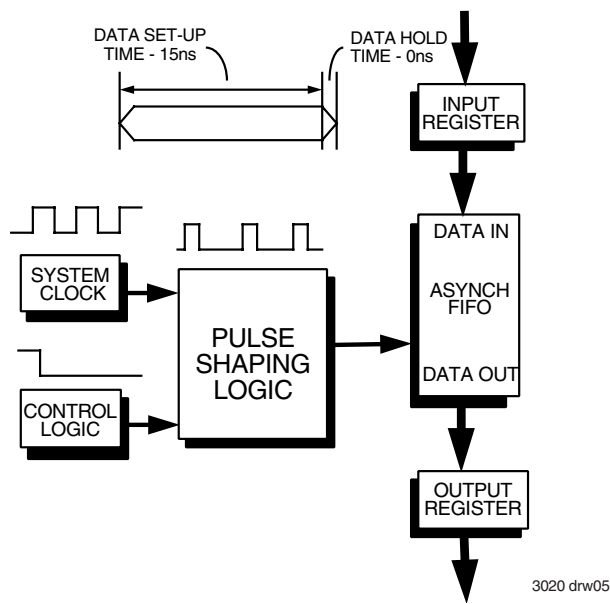 DATA SET-UP
TIME - 15ns
DATA HOLD
TIME - 0ns
INPUT
REGISTER
DATA IN
ASYNCH
FIFO
DATA OUT
SYSTEM
CLOCK
PULSE
SHAPING
LOGIC
CONTROL
LOGIC
OUTPUT
REGISTER
3020 drw05